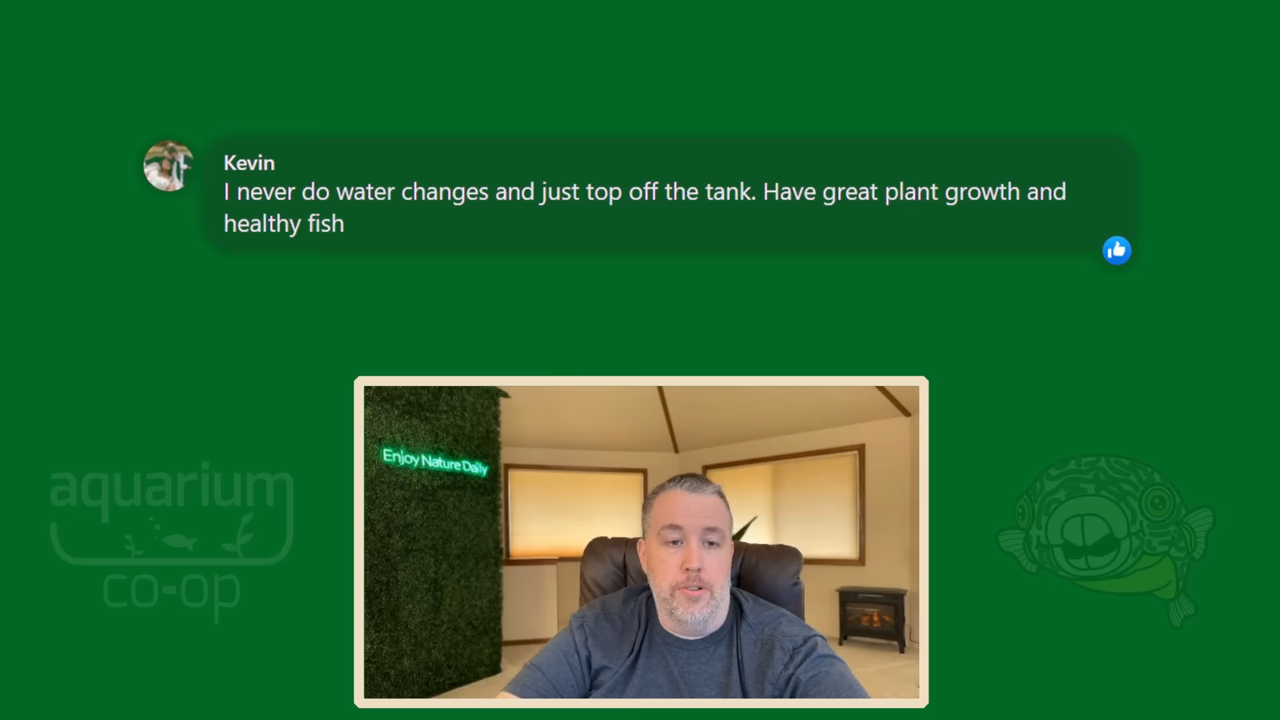 Kevin
I never do water changes and just top off the tank. Have great plant growth and
healthy fish
Enjoy Nature Daily
aquarium
co-op